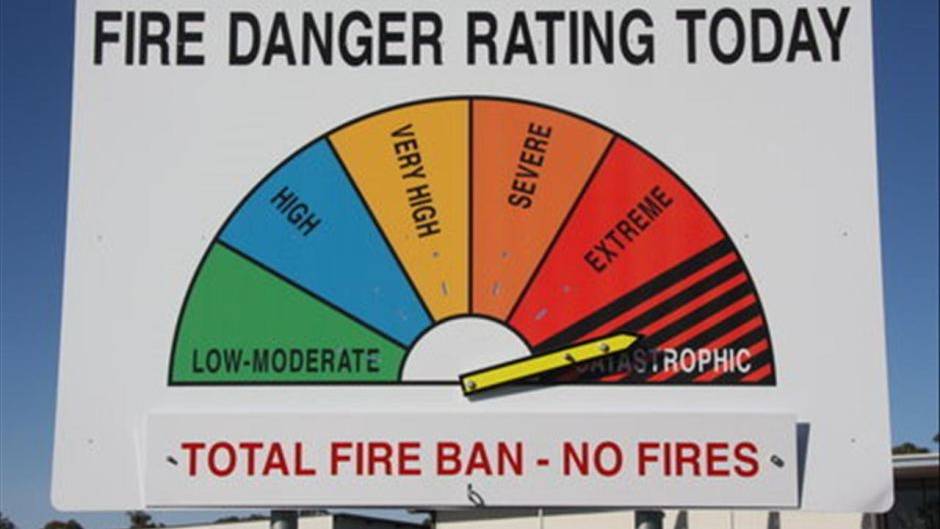 FIRE DANGER RATING TODAY
LOW-MODERATE
HIGH
VERY HIGH
SEVERE
EXTREME
CATASTROPHIC
TOTAL FIRE BAN - NO FIRES